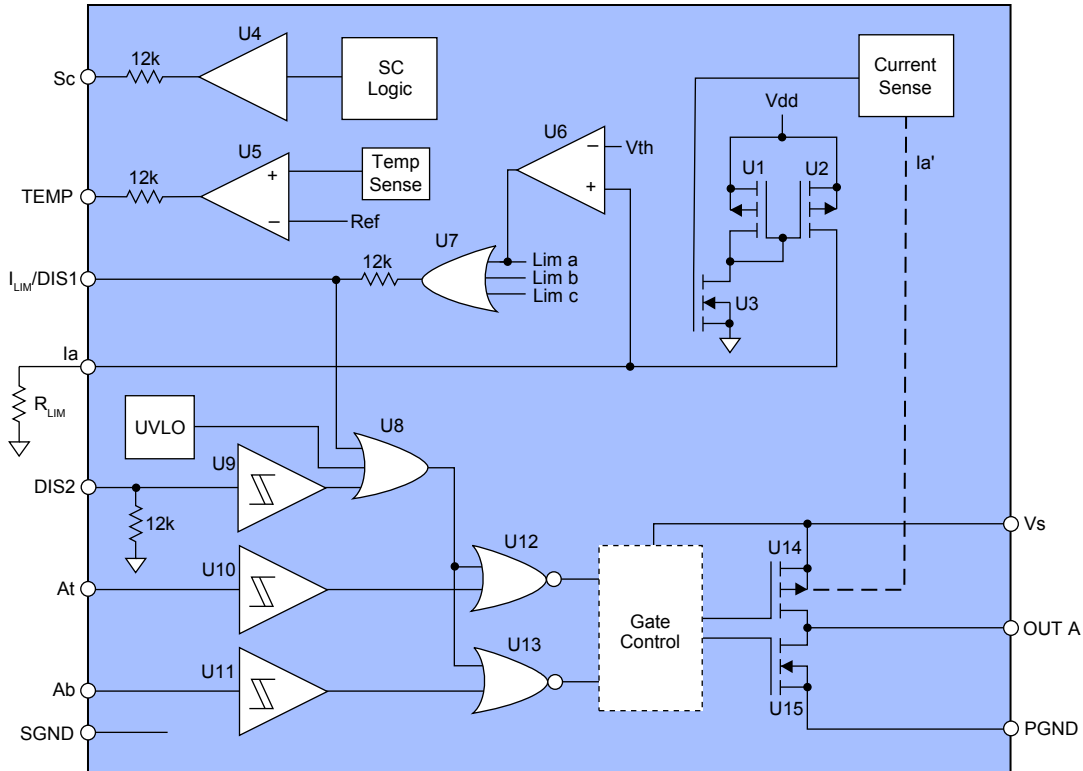 U4
12k
Sc
SC
Logic
Current
Sense
Vdd
U6
Vth
U1
U2
Ia'
U5
Temp
Sense
12k
TEMP
Ref
U7
12k
Lim a
Lim b
Lim c
I_LIM/DIS1
U3
Ia
R_LIM
UVLO
U8
U9
DIS2
12k
Vs
U12
U14
U10
At
Gate
Control
OUT A
U13
U11
Ab
U15
SGND
PGND